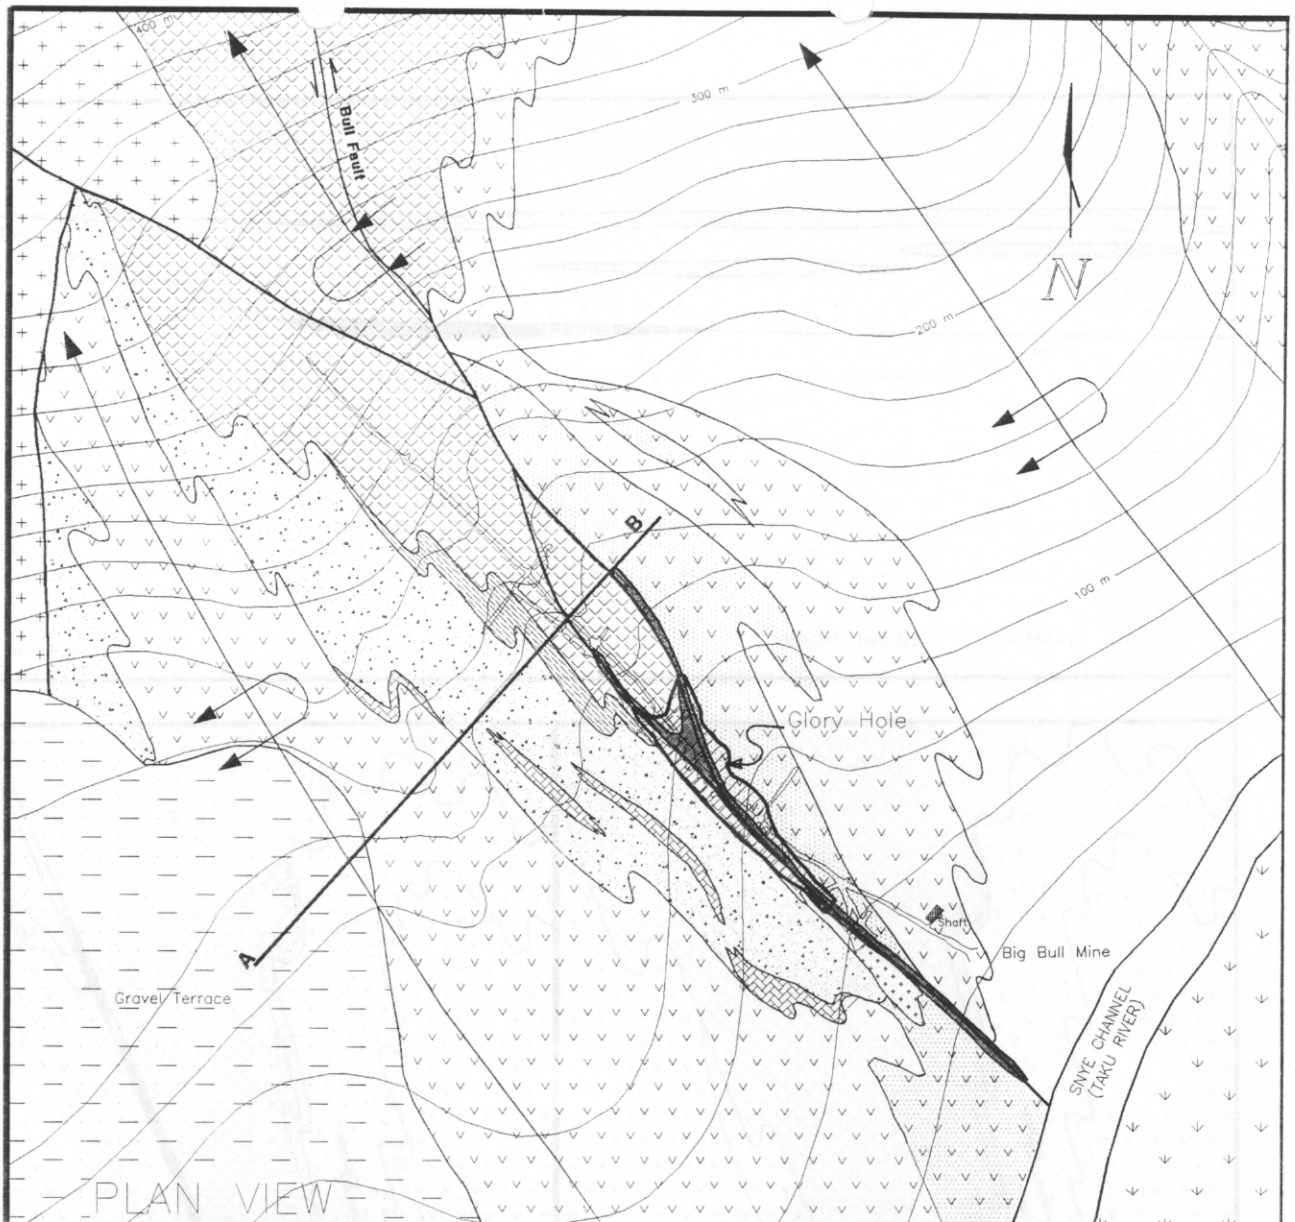 400 m
300 m
Bull Fault
N
200 m
B
100 m
Glory Hole
Shaft
Big Bull Mine
A
Gravel Terrace
SNYE CHANNEL
(TAKU RIVER)
PLAN VIEW